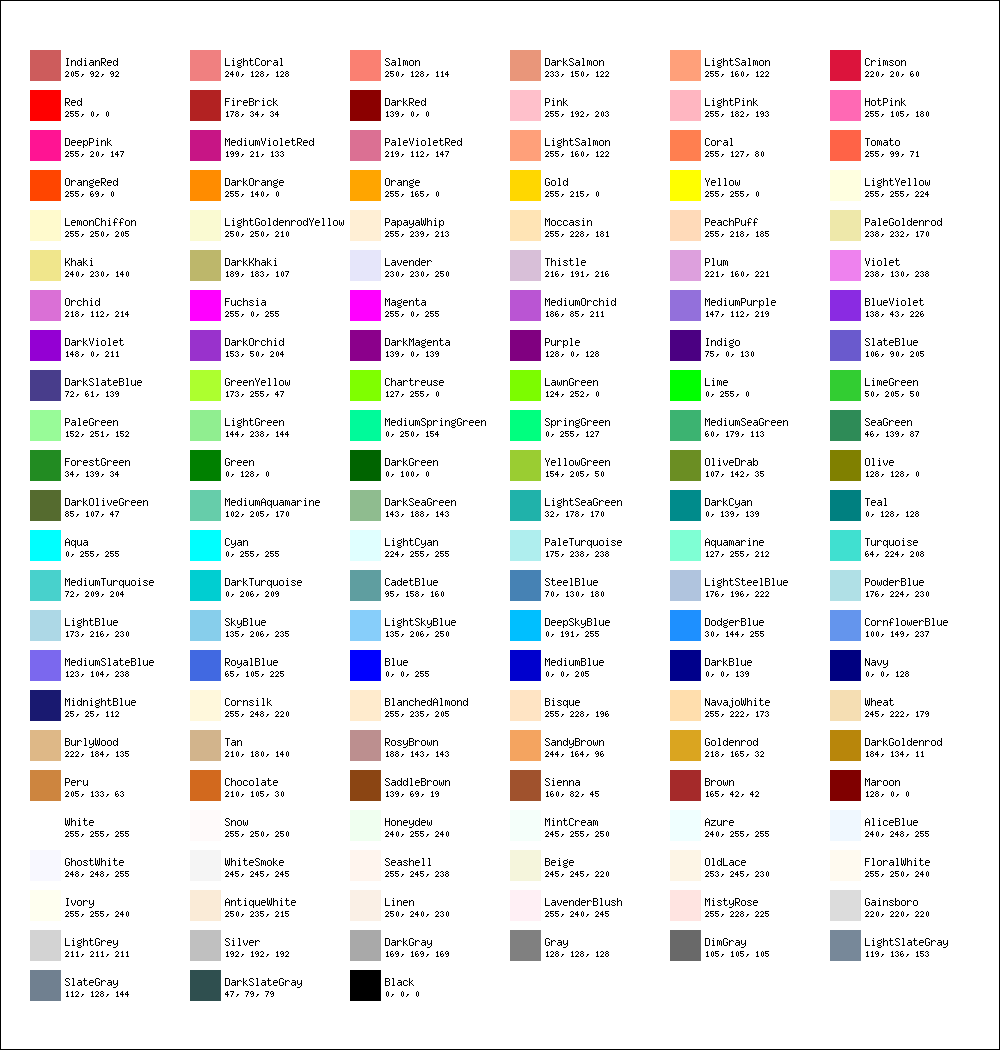 IndianRed
205, 92, 92
LightCoral
240, 128, 128
Salmon
250, 128, 114
DarkSalmon
233, 150, 122
LightSalmon
255, 160, 122
Crimson
220, 20, 60
Red
255, 0, 0
FireBrick
178, 34, 34
DarkRed
139, 0, 0
Pink
255, 192, 203
LightPink
255, 182, 193
HotPink
255, 105, 180
DeepPink
255, 20, 147
MediumVioletRed
199, 21, 133
PaleVioletRed
219, 112, 147
LightSalmon
255, 160, 122
Coral
255, 127, 80
Tomato
255, 99, 71
OrangeRed
255, 69, 0
DarkOrange
255, 140, 0
Orange
255, 165, 0
Gold
255, 215, 0
Yellow
255, 255, 0
LightYellow
255, 255, 224
LemonChiffon
255, 250, 205
LightGoldenrodYellow
250, 250, 210
PapayaWhip
255, 239, 213
Moccasin
255, 228, 181
PeachPuff
255, 218, 185
PaleGoldenrod
238, 232, 170
Khaki
240, 230, 140
DarkKhaki
189, 183, 107
Lavender
230, 230, 250
Thistle
216, 191, 216
Plum
221, 160, 221
Violet
238, 130, 238
Orchid
218, 112, 214
Fuchsia
255, 0, 255
Magenta
255, 0, 255
MediumOrchid
186, 85, 211
MediumPurple
147, 112, 219
BlueViolet
138, 43, 226
DarkViolet
148, 0, 211
DarkOrchid
153, 50, 204
DarkMagenta
139, 0, 139
Purple
128, 0, 128
Indigo
75, 0, 130
SlateBlue
106, 90, 205
DarkSlateBlue
72, 61, 139
GreenYellow
173, 255, 47
Chartreuse
127, 255, 0
LawnGreen
124, 252, 0
Lime
0, 255, 0
LimeGreen
50, 205, 50
PaleGreen
152, 251, 152
LightGreen
144, 238, 144
MediumSpringGreen
0, 250, 154
SpringGreen
0, 255, 127
MediumSeaGreen
60, 179, 113
SeaGreen
46, 139, 87
ForestGreen
34, 139, 34
Green
0, 128, 0
DarkGreen
0, 100, 0
YellowGreen
154, 205, 50
OliveDrab
107, 142, 35
Olive
128, 128, 0
DarkOliveGreen
85, 107, 47
MediumAquamarine
102, 205, 170
DarkSeaGreen
143, 188, 143
LightSeaGreen
32, 178, 170
DarkCyan
0, 139, 139
Teal
0, 128, 128
Aqua
0, 255, 255
Cyan
0, 255, 255
LightCyan
224, 255, 255
PaleTurquoise
175, 238, 238
Aquamarine
127, 255, 212
Turquoise
64, 224, 208
MediumTurquoise
72, 209, 204
DarkTurquoise
0, 206, 209
CadetBlue
95, 158, 160
SteelBlue
70, 130, 180
LightSteelBlue
176, 196, 222
PowderBlue
176, 224, 230
LightBlue
173, 216, 230
SkyBlue
135, 206, 235
LightSkyBlue
135, 206, 250
DeepSkyBlue
0, 191, 255
DodgerBlue
30, 144, 255
CornflowerBlue
100, 149, 237
MediumSlateBlue
123, 104, 238
RoyalBlue
65, 105, 225
Blue
0, 0, 255
MediumBlue
0, 0, 205
DarkBlue
0, 0, 139
Navy
0, 0, 128
MidnightBlue
25, 25, 112
Cornsilk
255, 248, 220
BlanchedAlmond
255, 235, 205
Bisque
255, 228, 196
NavajoWhite
255, 222, 173
Wheat
245, 222, 179
BurlyWood
222, 184, 135
Tan
210, 180, 140
RosyBrown
188, 143, 143
SandyBrown
244, 164, 96
Goldenrod
218, 165, 32
DarkGoldenrod
184, 134, 11
Peru
205, 133, 63
Chocolate
210, 105, 30
SaddleBrown
139, 69, 19
Sienna
160, 82, 45
Brown
165, 42, 42
Maroon
128, 0, 0
White
255, 255, 255
Snow
255, 250, 250
Honeydew
240, 255, 240
MintCream
245, 255, 250
Azure
240, 255, 255
AliceBlue
240, 248, 255
GhostWhite
248, 248, 255
WhiteSmoke
245, 245, 245
Seashell
255, 245, 238
Beige
245, 245, 220
OldLace
253, 245, 230
FloralWhite
255, 250, 240
Ivory
255, 255, 240
AntiqueWhite
250, 235, 215
Linen
250, 240, 230
LavenderBlush
255, 240, 245
MistyRose
255, 228, 225
Gainsboro
220, 220, 220
LightGrey
211, 211, 211
Silver
192, 192, 192
DarkGray
169, 169, 169
Gray
128, 128, 128
DimGray
105, 105, 105
LightSlateGray
119, 136, 153
SlateGray
112, 128, 144
DarkSlateGray
47, 79, 79
Black
0, 0, 0